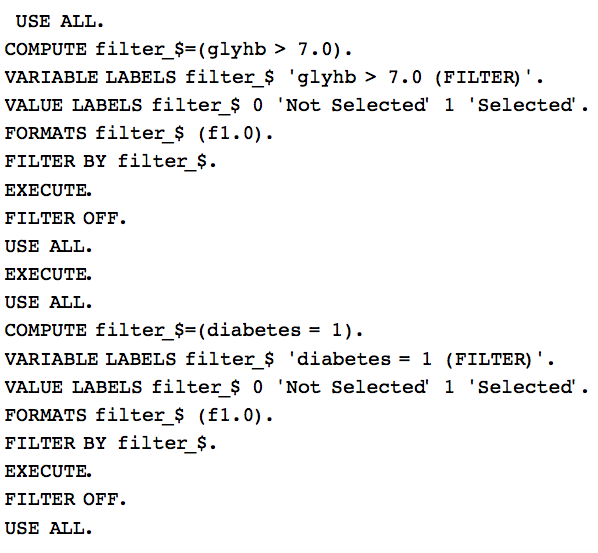 USE ALL.
COMPUTE filter_$=(glyhb > 7.0).
VARIABLE LABELS filter_$ 'glyhb > 7.0 (FILTER)'.
VALUE LABELS filter_$ 0 'Not Selected' 1 'Selected'.
FORMATS filter_$ (f1.0).
FILTER BY filter_$.
EXECUTE.
FILTER OFF.
USE ALL.
EXECUTE.
USE ALL.
COMPUTE filter_$=(diabetes = 1).
VARIABLE LABELS filter_$ 'diabetes = 1 (FILTER)'.
VALUE LABELS filter_$ 0 'Not Selected' 1 'Selected'.
FORMATS filter_$ (f1.0).
FILTER BY filter_$.
EXECUTE.
FILTER OFF.
USE ALL.